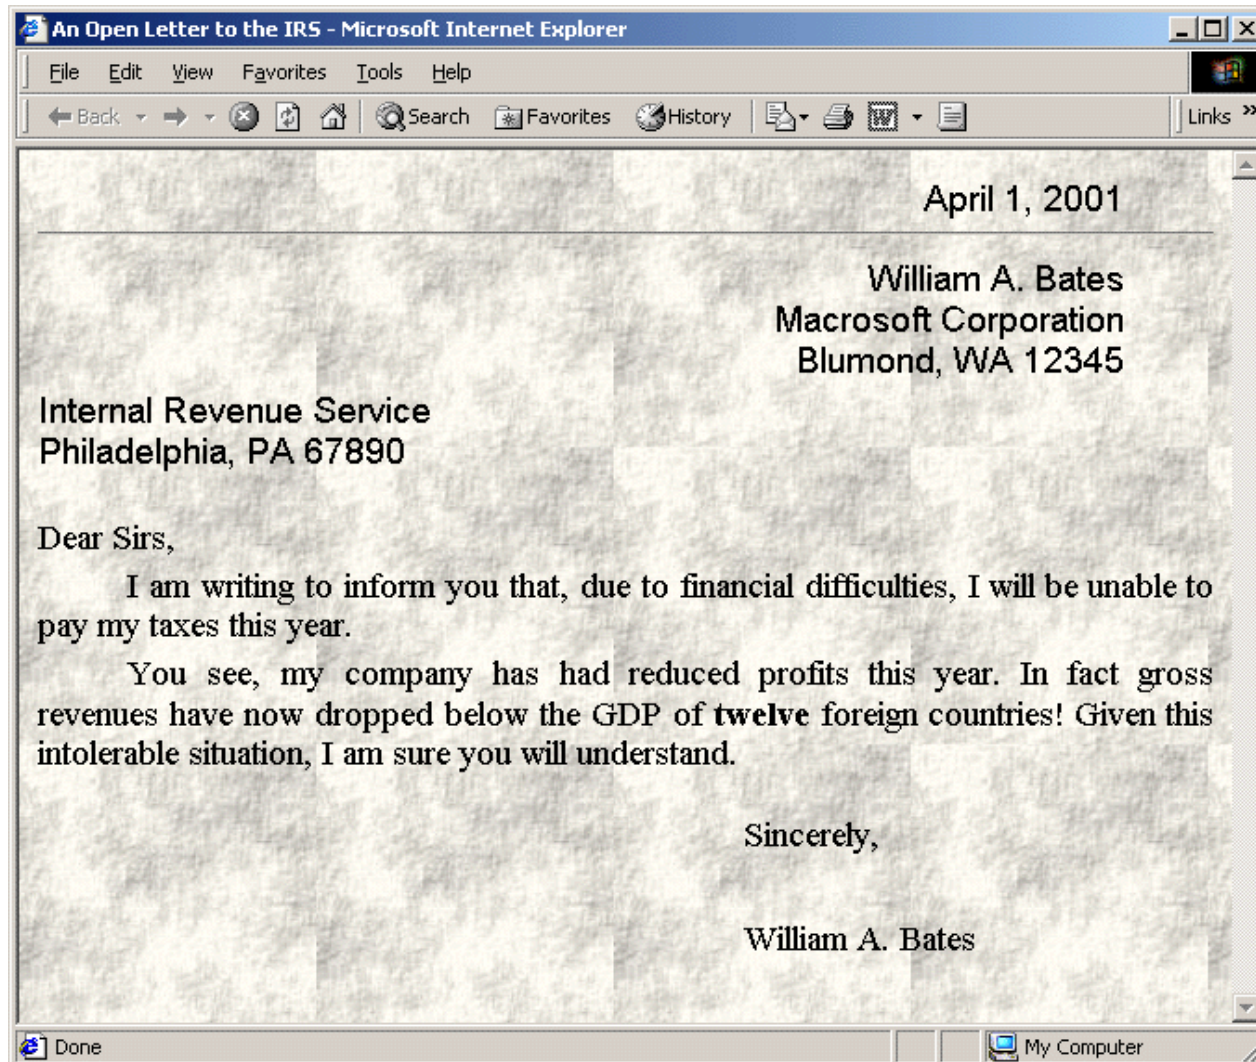 An Open Letter to the IRS - Microsoft Internet Explorer
File Edit View Favorites Tools Help
Back Search Favorites History Links »
April 1, 2001
William A. Bates
Macrosoft Corporation
Blumond, WA 12345
Internal Revenue Service
Philadelphia, PA 67890
Dear Sirs,
I am writing to inform you that, due to financial difficulties, I will be unable to
pay my taxes this year.
You see, my company has had reduced profits this year. In fact gross
revenues have now dropped below the GDP of twelve foreign countries! Given this
intolerable situation, I am sure you will understand.
Sincerely,
William A. Bates
Done My Computer